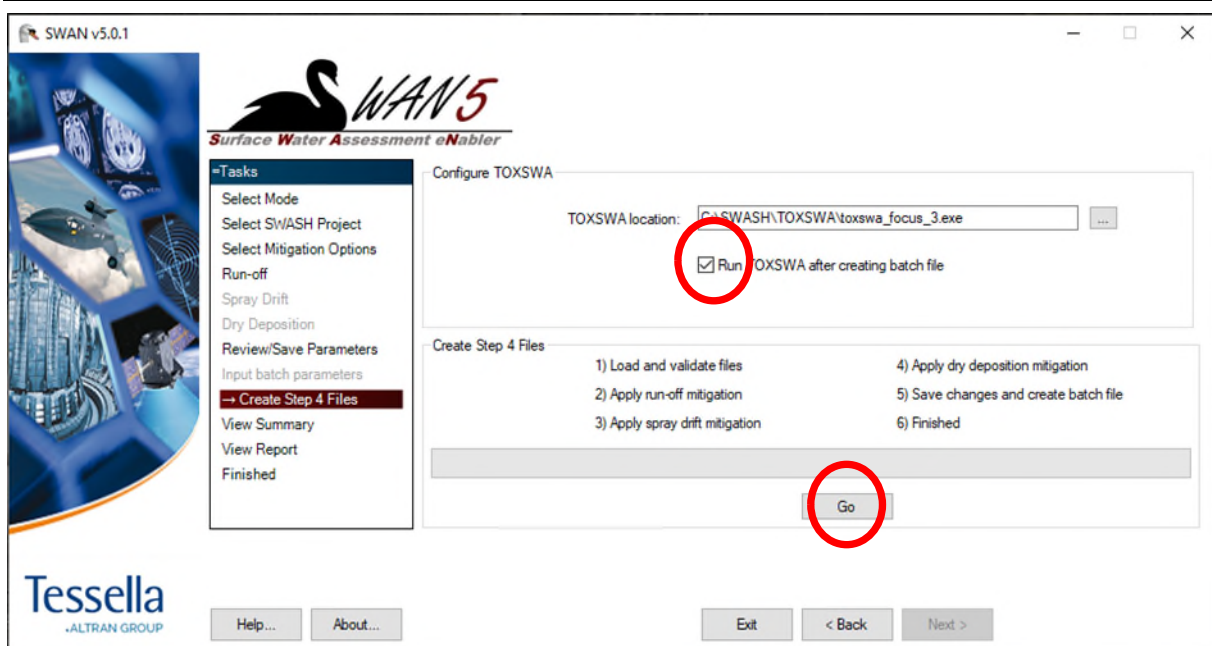 SWAN v5.0.1
SWAN 5
Surface Water Assessment eNabler
=Tasks
Select Mode
Select SWASH Project
Select Mitigation Options
Run-off
Spray Drift
Dry Deposition
Review/Save Parameters
Input batch parameters
→ Create Step 4 Files
View Summary
View Report
Finished
Configure TOXSWA
TOXSWA location: C:\SWASH\TOXSWA\toxswa_focus_3.exe ...
Run TOXSWA after creating batch file
Create Step 4 Files
1) Load and validate files
2) Apply run-off mitigation
3) Apply spray drift mitigation
4) Apply dry deposition mitigation
5) Save changes and create batch file
6) Finished
Go
Tessella
ALTRAN GROUP
Help... About... Exit < Back Next >